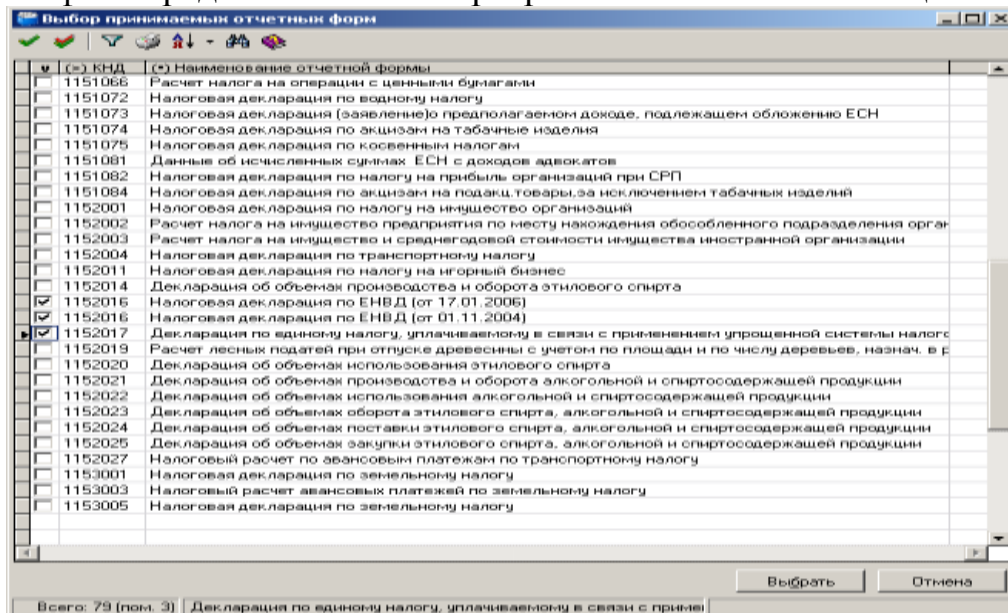 Выбор принимаемых отчетных форм
v (=) КНД (*) Наименование отчетной формы
1151066 Расчет налога на операции с ценными бумагами
1151072 Налоговая декларация по водному налогу
1151073 Налоговая декларация (заявление)о предполагаемом доходе, подлежащем обложению ЕСН
1151074 Налоговая декларация по акцизам на табачные изделия
1151075 Налоговая декларация по косвенным налогам
1151081 Данные об исчисленных суммах ЕСН с доходов адвокатов
1151082 Налоговая декларация по налогу на прибыль организаций при СРП
1151084 Налоговая декларация по акцизам на подакц.товары,за исключением табачных изделий
1152001 Налоговая декларация по налогу на имущество организаций
1152002 Расчет налога на имущество предприятия по месту нахождения обособленного подразделения орган
1152003 Расчет налога на имущество и среднегодовой стоимости имущества иностранной организации
1152004 Налоговая декларация по транспортному налогу
1152011 Налоговая декларация по налогу на игорный бизнес
1152014 Декларация об объемах производства и оборота этилового спирта
1152016 Налоговая декларация по ЕНВД (от 17.01.2006)
1152016 Налоговая декларация по ЕНВД (от 01.11.2004)
1152017 Декларация по единому налогу, уплачиваемому в связи с применением упрощенной системы налого
1152019 Расчет лесных податей при отпуске древесины с учетом по площади и по числу деревьев, назнач. в р
1152020 Декларация об объемах использования этилового спирта
1152021 Декларация об объемах производства и оборота алкогольной и спиртосодержащей продукции
1152022 Декларация об объемах использования алкогольной и спиртосодержащей продукции
1152023 Декларация об объемах оборота этилового спирта, алкогольной и спиртосодержащей продукции
1152024 Декларация об объемах поставки этилового спирта, алкогольной и спиртосодержащей продукции
1152025 Декларация об объемах закупки этилового спирта, алкогольной и спиртосодержащей продукции
1152027 Налоговый расчет по авансовым платежам по транспортному налогу
1153001 Налоговая декларация по земельному налогу
1153003 Налоговый расчет авансовых платежей по земельному налогу
1153005 Налоговая декларация по земельному налогу
Выбрать Отмена
Всего: 79 (пом. 3) Декларация по единому налогу, уплачиваемому в связи с приме